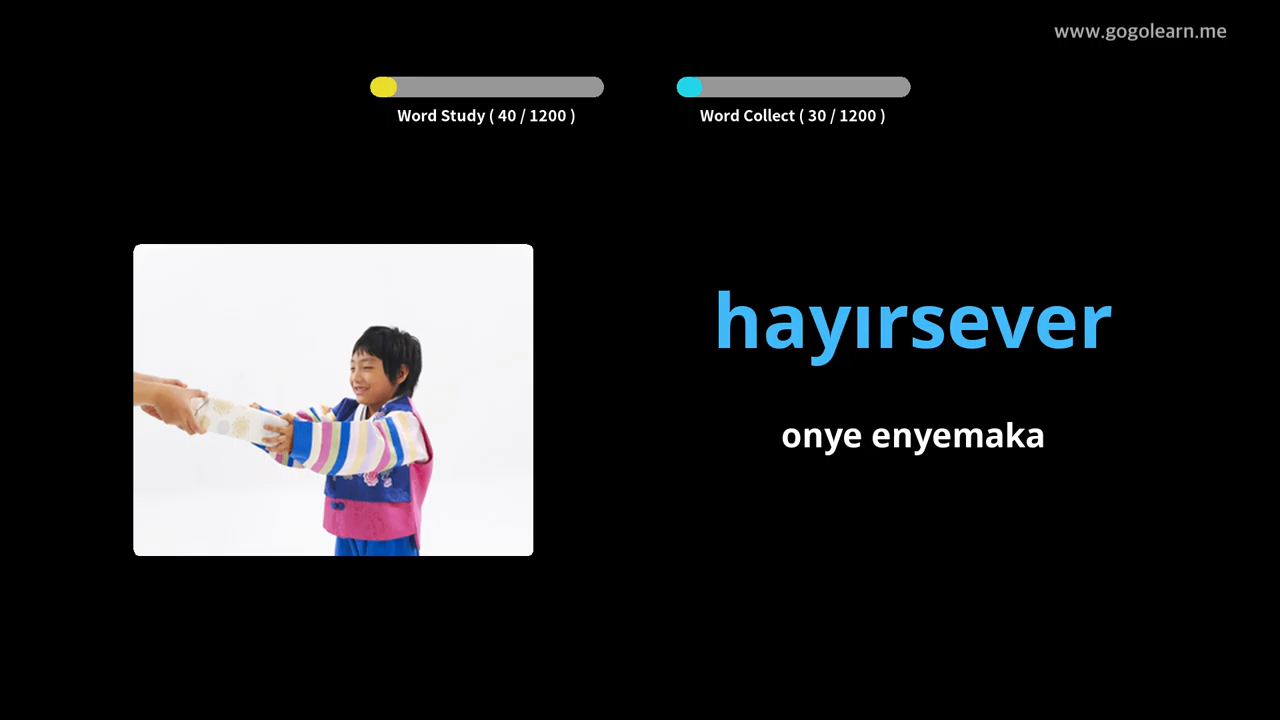 www.gogolearn.me
Word Study ( 40 / 1200 )
Word Collect ( 30 / 1200 )
hayırsever
onye enyemaka